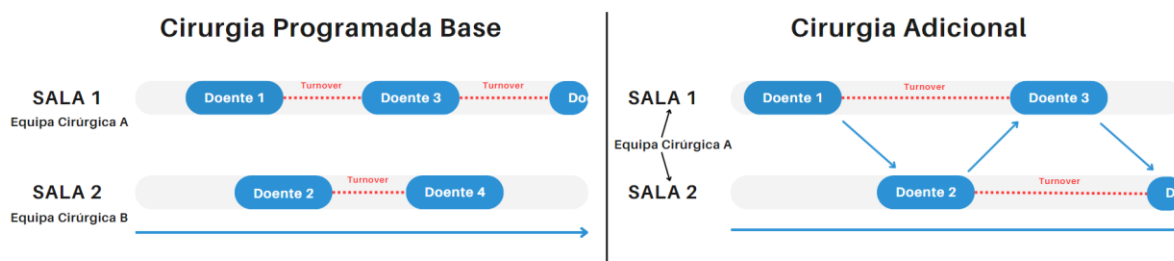 Cirurgia Programada Base
SALA 1
Equipa Cirúrgica A
Doente 1
Turnover
Doente 3
Turnover
Do
SALA 2
Equipa Cirúrgica B
Doente 2
Turnover
Doente 4
Cirurgia Adicional
SALA 1
Doente 1
Turnover
Doente 3
Equipa Cirúrgica A
SALA 2
Doente 2
Turnover
D